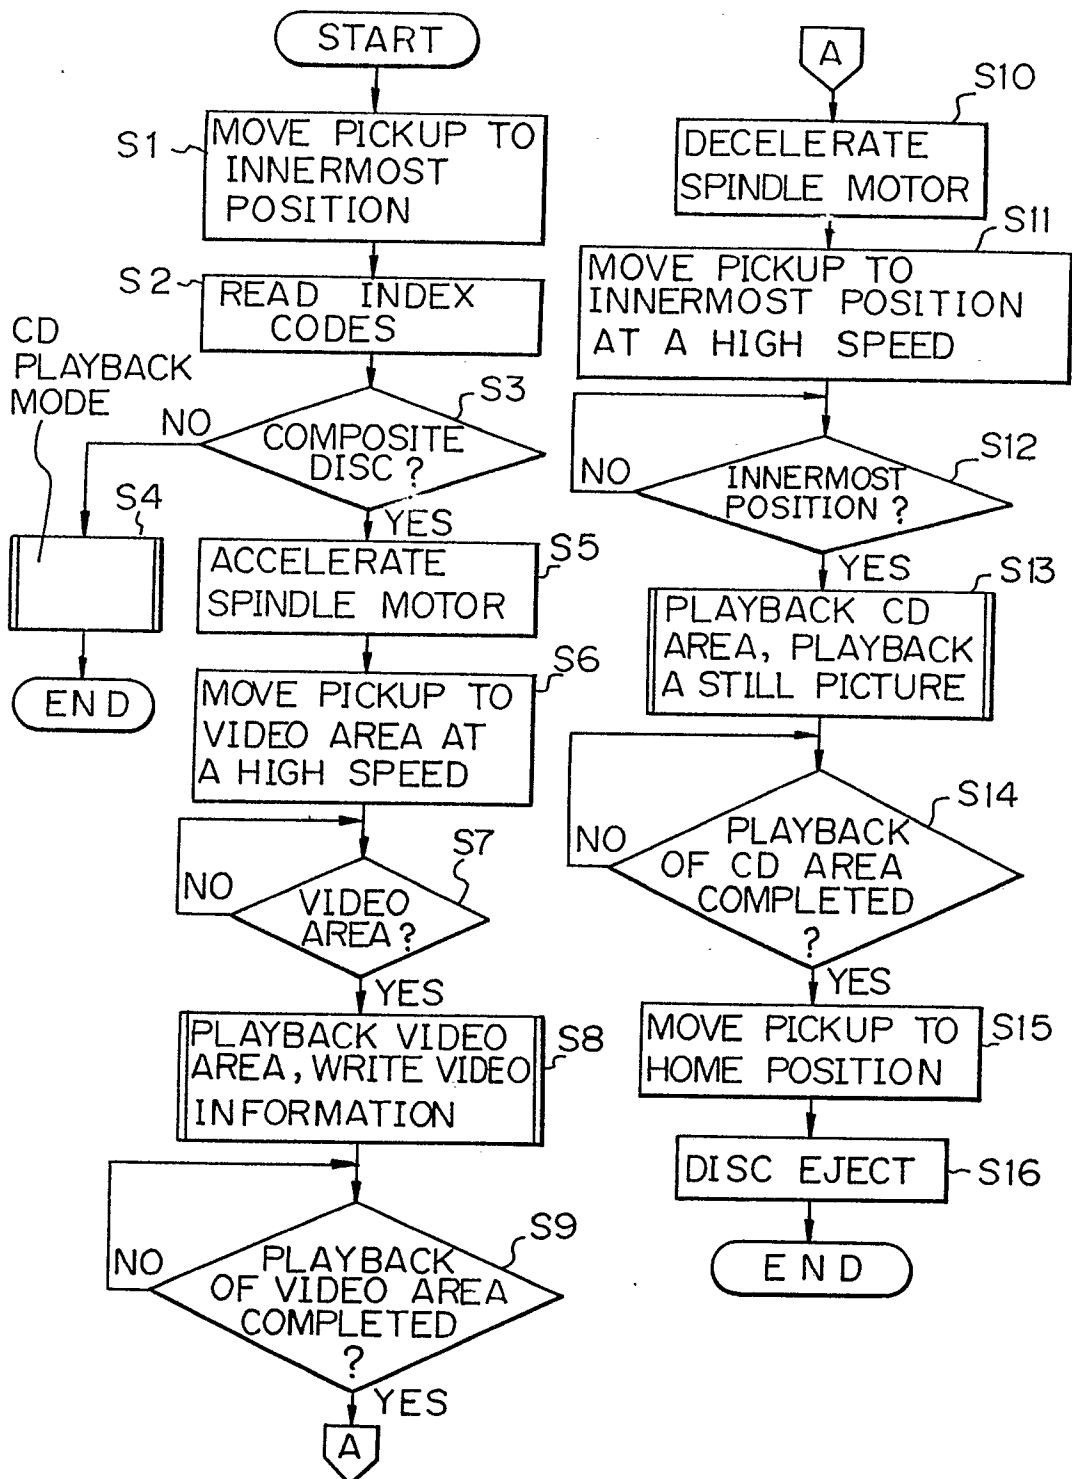 START
S1
MOVE PICKUP TO
INNERMOST
POSITION
S2
READ INDEX
CODES
CD
PLAYBACK
MODE
S3
NO
COMPOSITE
DISC?
YES
S4
END
S5
ACCELERATE
SPINDLE MOTOR
S6
MOVE PICKUP TO
VIDEO AREA AT
A HIGH SPEED
S7
NO
VIDEO
AREA?
YES
S8
PLAYBACK VIDEO
AREA, WRITE VIDEO
INFORMATION
S9
NO
PLAYBACK
OF VIDEO AREA
COMPLETED
?
YES
A
A
S10
DECELERATE
SPINDLE MOTOR
S11
MOVE PICKUP TO
INNERMOST POSITION
AT A HIGH SPEED
S12
NO
INNERMOST
POSITION?
YES
S13
PLAYBACK CD
AREA, PLAYBACK
A STILL PICTURE
S14
NO
PLAYBACK
OF CD AREA
COMPLETED
?
YES
MOVE PICKUP TO
HOME POSITION
S15
DISC EJECT
S16
END